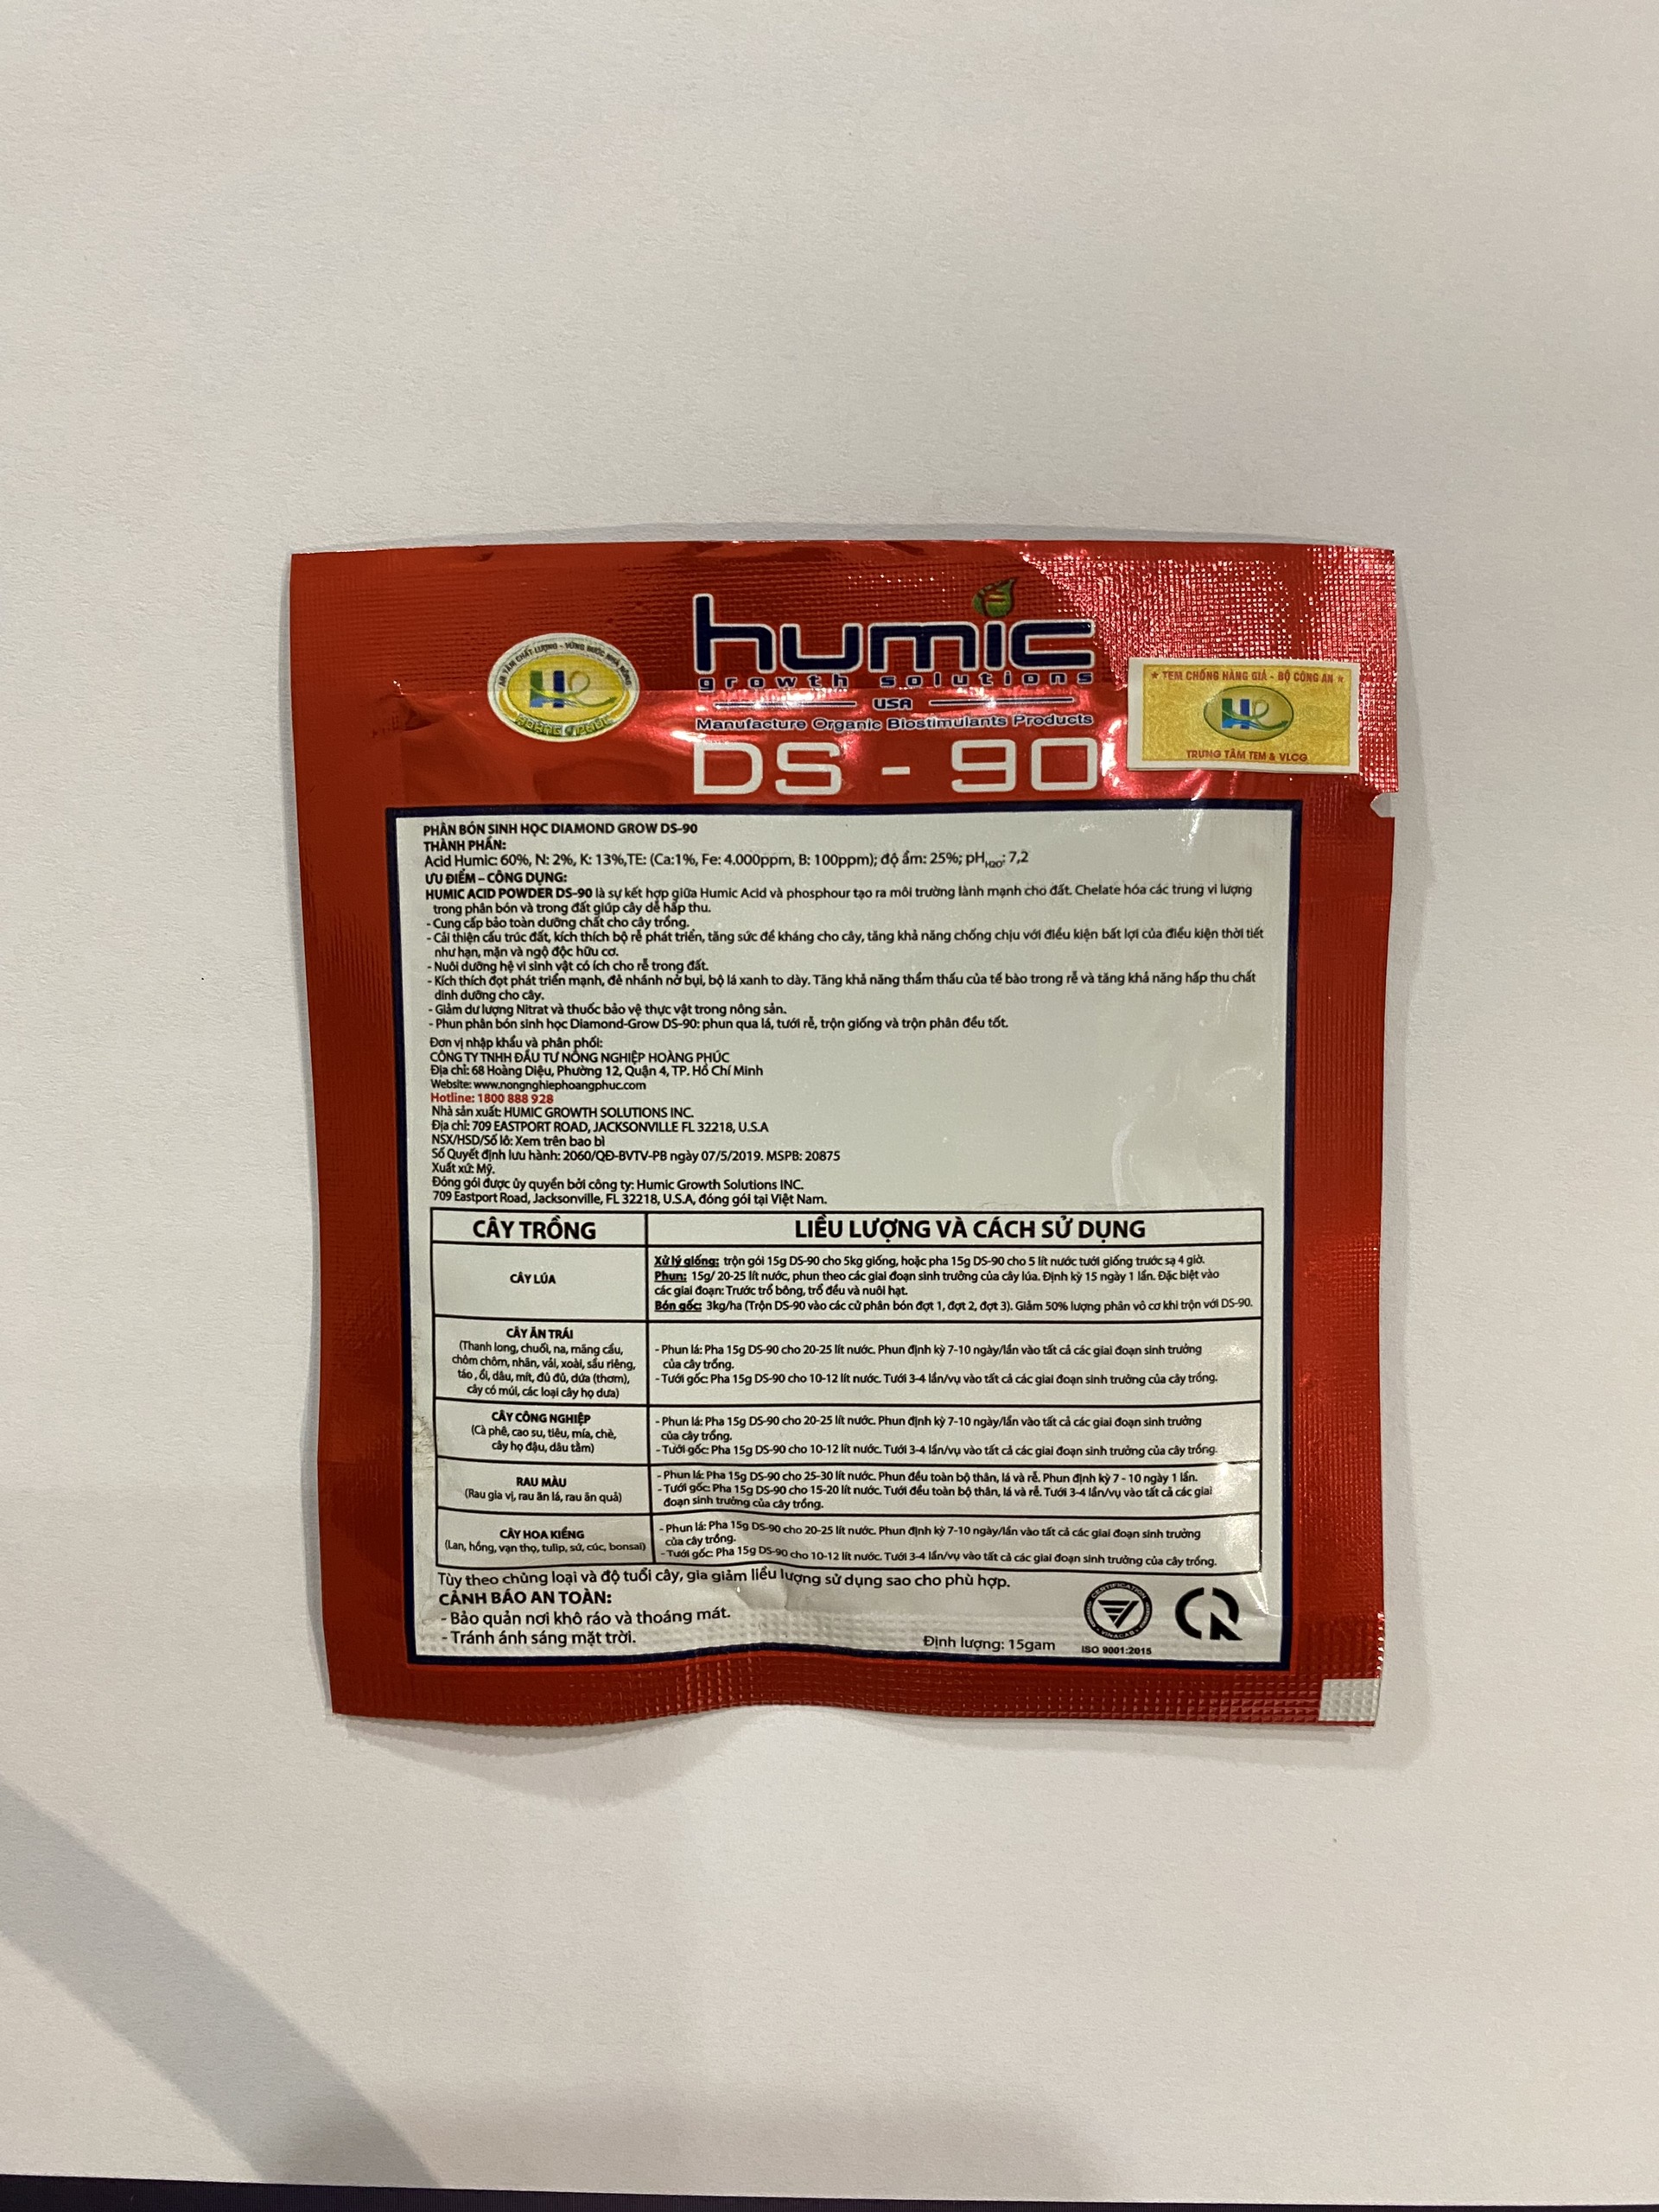 AN TÂM CHẤT LƯỢNG - VỮNG BƯỚC NHÀ NÔNG
HOÀNG PHÚC
humic
growth solutions
USA
Manufacture Organic Biostimulants Products
DS - 90
★ TEM CHỐNG HÀNG GIẢ - BỘ CÔNG AN ★
TRUNG TÂM TEM & VLCG
PHÂN BÓN SINH HỌC DIAMOND GROW DS-90
THÀNH PHẦN:
Acid Humic: 60%, N: 2%, K: 13%,TE: (Ca:1%, Fe: 4.000ppm, B: 100ppm); độ ẩm: 25%; pHH2O: 7,2
ƯU ĐIỂM – CÔNG DỤNG:
HUMIC ACID POWDER DS-90 là sự kết hợp giữa Humic Acid và phosphour tạo ra môi trường lành mạnh cho đất. Chelate hóa các trung vi lượng
trong phân bón và trong đất giúp cây dễ hấp thu.
- Cung cấp bảo toàn dưỡng chất cho cây trồng.
- Cải thiện cấu trúc đất, kích thích bộ rễ phát triển, tăng sức đề kháng cho cây, tăng khả năng chống chịu với điều kiện bất lợi của điều kiện thời tiết
như hạn, mặn và ngộ độc hữu cơ.
- Nuôi dưỡng hệ vi sinh vật có ích cho rễ trong đất.
- Kích thích đọt phát triển mạnh, đẻ nhánh nở bụi, bộ lá xanh to dày. Tăng khả năng thẩm thấu của tế bào trong rễ và tăng khả năng hấp thu chất
dinh dưỡng cho cây.
- Giảm dư lượng Nitrat và thuốc bảo vệ thực vật trong nông sản.
- Phun phân bón sinh học Diamond-Grow DS-90: phun qua lá, tưới rễ, trộn giống và trộn phân đều tốt.
Đơn vị nhập khẩu và phân phối:
CÔNG TY TNHH ĐẦU TƯ NÔNG NGHIỆP HOÀNG PHÚC
Địa chỉ: 68 Hoàng Diệu, Phường 12, Quận 4, TP. Hồ Chí Minh
Website: www.nongnghiephoangphuc.com
Hotline: 1800 888 928
Nhà sản xuất: HUMIC GROWTH SOLUTIONS INC.
Địa chỉ: 709 EASTPORT ROAD, JACKSONVILLE FL 32218, U.S.A
NSX/HSD/Số lô: Xem trên bao bì
Số Quyết định lưu hành: 2060/QĐ-BVTV-PB ngày 07/5/2019. MSPB: 20875
Xuất xứ: Mỹ.
Đóng gói được ủy quyền bởi công ty: Humic Growth Solutions INC.
709 Eastport Road, Jacksonville, FL 32218, U.S.A, đóng gói tại Việt Nam.
CÂY TRỒNG
LIỀU LƯỢNG VÀ CÁCH SỬ DỤNG
CÂY LÚA
Xử lý giống: trộn gói 15g DS-90 cho 5kg giống, hoặc pha 15g DS-90 cho 5 lít nước tưới giống trước sạ 4 giờ.
Phun: 15g/ 20-25 lít nước, phun theo các giai đoạn sinh trưởng của cây lúa. Định kỳ 15 ngày 1 lần. Đặc biệt vào
các giai đoạn: Trước trổ bông, trổ đều và nuôi hạt.
Bón gốc: 3kg/ha (Trộn DS-90 vào các cử phân bón đợt 1, đợt 2, đợt 3). Giảm 50% lượng phân vô cơ khi trộn với DS-90.
CÂY ĂN TRÁI
(Thanh long, chuối, na, mãng cầu,
chôm chôm, nhãn, vải, xoài, sầu riêng,
táo , ổi, dâu, mít, đu đủ, dứa (thơm),
cây có múi, các loại cây họ dưa)
- Phun lá: Pha 15g DS-90 cho 20-25 lít nước. Phun định kỳ 7-10 ngày/lần vào tất cả các giai đoạn sinh trưởng
của cây trồng.
- Tưới gốc: Pha 15g DS-90 cho 10-12 lít nước. Tưới 3-4 lần/vụ vào tất cả các giai đoạn sinh trưởng của cây trồng.
CÂY CÔNG NGHIỆP
(Cà phê, cao su, tiêu, mía, chè,
cây họ đậu, dâu tằm)
- Phun lá: Pha 15g DS-90 cho 20-25 lít nước. Phun định kỳ 7-10 ngày/lần vào tất cả các giai đoạn sinh trưởng
của cây trồng.
- Tưới gốc: Pha 15g DS-90 cho 10-12 lít nước. Tưới 3-4 lần/vụ vào tất cả các giai đoạn sinh trưởng của cây trồng.
RAU MÀU
(Rau gia vị, rau ăn lá, rau ăn quả)
- Phun lá: Pha 15g DS-90 cho 25-30 lít nước. Phun đều toàn bộ thân, lá và rễ. Phun định kỳ 7 - 10 ngày 1 lần.
- Tưới gốc: Pha 15g DS-90 cho 15-20 lít nước. Tưới đều toàn bộ thân, lá và rễ. Tưới 3-4 lần/vụ vào tất cả các giai
đoạn sinh trưởng của cây trồng.
CÂY HOA KIỂNG
(Lan, hồng, vạn thọ, tulip, sứ, cúc, bonsai)
- Phun lá: Pha 15g DS-90 cho 20-25 lít nước. Phun định kỳ 7-10 ngày/lần vào tất cả các giai đoạn sinh trưởng
của cây trồng.
- Tưới gốc: Pha 15g DS-90 cho 10-12 lít nước. Tưới 3-4 lần/vụ vào tất cả các giai đoạn sinh trưởng của cây trồng.
Tùy theo chủng loại và độ tuổi cây, gia giảm liều lượng sử dụng sao cho phù hợp.
CẢNH BÁO AN TOÀN:
- Bảo quản nơi khô ráo và thoáng mát.
- Tránh ánh sáng mặt trời.
Định lượng: 15gam
CERTIFICATION
VINACAB
ISO 9001:2015